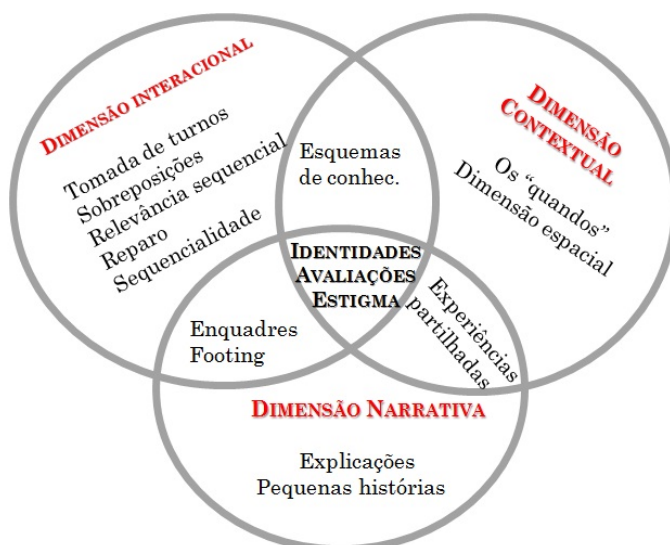 DIMENSÃO INTERACIONAL
Tomada de turnos
Sobreposições
Relevância sequencial
Reparo
Sequencialidade
Esquemas
de conhec.
DIMENSÃO
CONTEXTUAL
Os “quandos”
Dimensão espacial
IDENTIDADES
AVALIAÇÕES
ESTIGMA
Enquadres
Footing
Experiências
partilhadas
DIMENSÃO NARRATIVA
Explicações
Pequenas histórias